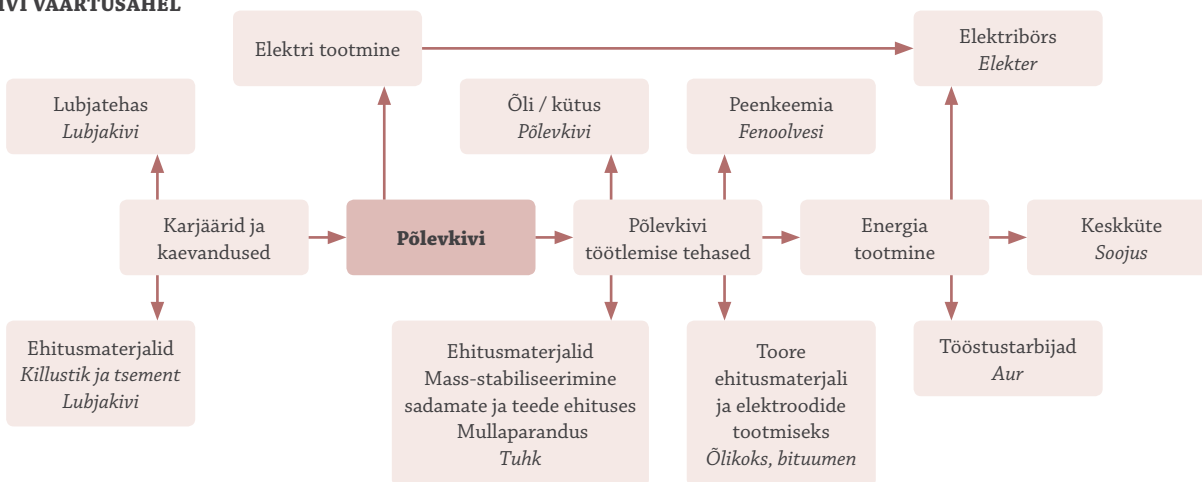 IVI VÄÄRTUSAHEL
Elektri tootmine
Elektribörs
Elekter
Lubjatehas
Lubjakivi
Õli / kütus
Põlevkivi
Peenkeemia
Fenoolvesi
Karjäärid ja
kaevandused
Põlevkivi
Põlevkivi
töötlemise tehased
Energia
tootmine
Keskküte
Soojus
Ehitusmaterjalid
Killustik ja tsement
Lubjakivi
Ehitusmaterjalid
Mass-stabiliseerimine
sadamate ja teede ehituses
Mullaparandus
Tuhk
Toore
ehitusmaterjali
ja elektroodide
tootmiseks
Õlikoks, bituumen
Tööstustarbijad
Aur